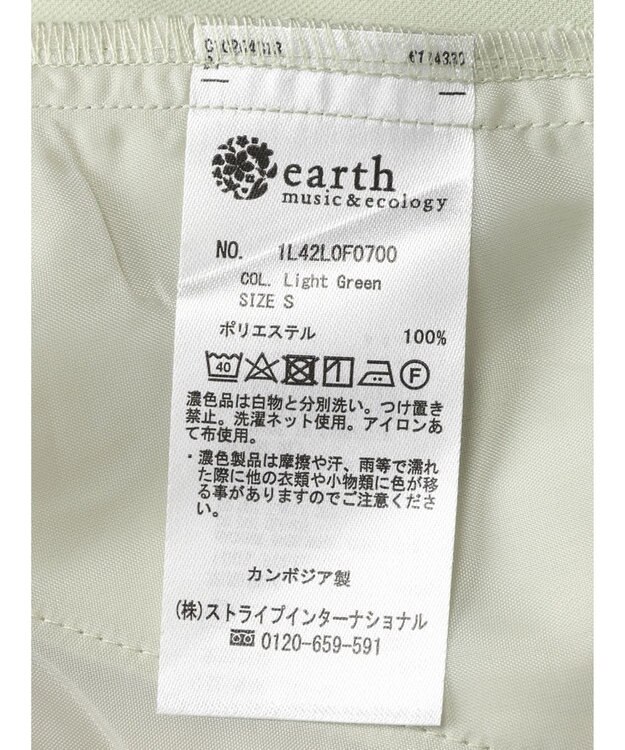 earth
music&ecology
NO. 1L42L0F0700
COL. Light Green
SIZE S
ポリエステル 100%
40 F
濃色品は白物と分別洗い。つけ置き
禁止。洗濯ネット使用。アイロンあ
て布使用。
・濃色製品は摩擦や汗、雨等で濡れ
た際に他の衣類や小物類に色が移
る事がありますのでご注意くださ
い。
カンボジア製
(株)ストライプインターナショナル
0120-659-591